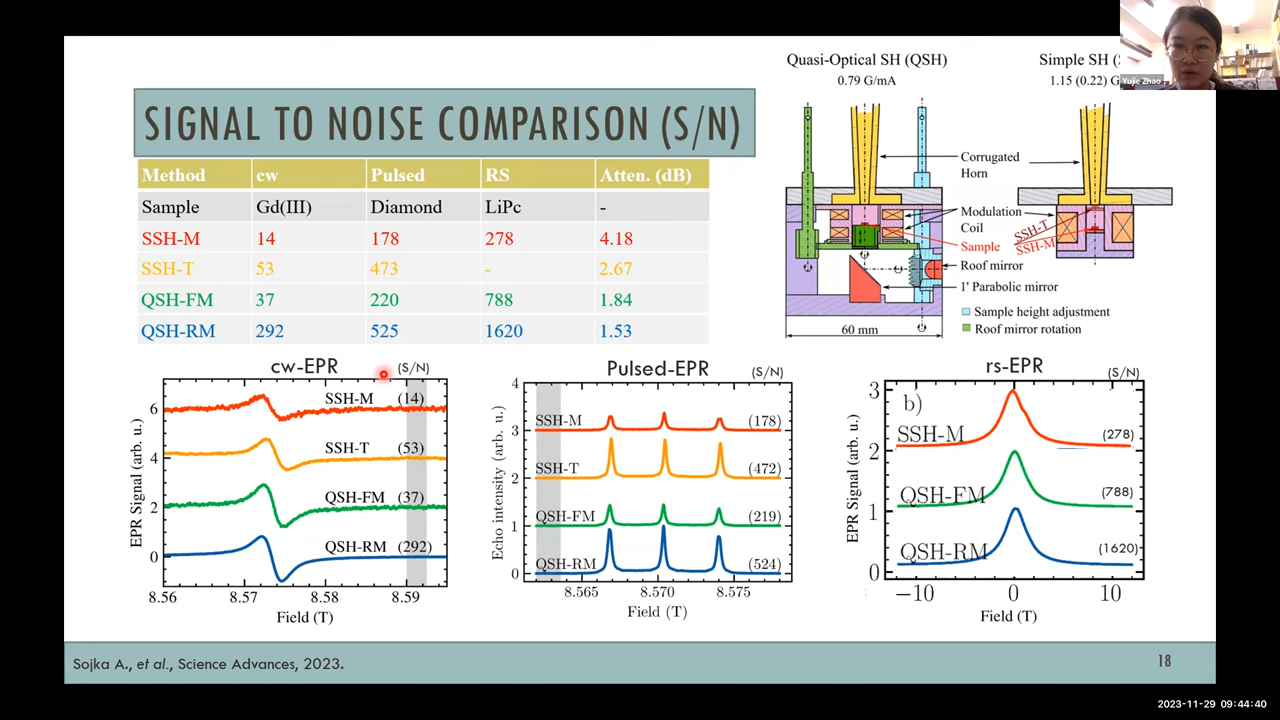 Quasi-Optical SH (QSH)
0.79 G/mA
Simple SH (
1.15 (0.22) G
Yujie Zhao
SIGNAL TO NOISE COMPARISON (S/N)
Method cw Pulsed RS Atten. (dB)
Sample Gd(III) Diamond LiPc -
SSH-M 14 178 278 4.18
SSH-T 53 473 - 2.67
QSH-FM 37 220 788 1.84
QSH-RM 292 525 1620 1.53
Corrugated
Horn
Modulation
Coil
Sample
SSH-T
SSH-M
Roof mirror
1' Parabolic mirror
Sample height adjustment
Roof mirror rotation
60 mm
cw-EPR (S/N)
SSH-M (14)
SSH-T (53)
QSH-FM (37)
QSH-RM (292)
EPR Signal (arb. u.)
6
4
2
0
8.56 8.57 8.58 8.59
Field (T)
Pulsed-EPR (S/N)
SSH-M (178)
SSH-T (472)
QSH-FM (219)
QSH-RM (524)
Echo intensity (arb. u.)
4
3
2
1
0
8.565 8.570 8.575
Field (T)
rs-EPR (S/N)
b)
SSH-M (278)
QSH-FM (788)
QSH-RM (1620)
EPR Signal (arb. u.)
3
2
1
0
−10 0 10
Field (T)
Sojka A., et al., Science Advances, 2023.
18
2023-11-29 09:44:40